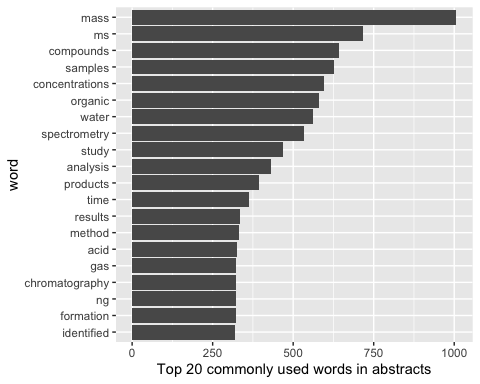 mass
ms
compounds
samples
concentrations
organic
water
spectrometry
study
analysis
products
time
results
method
acid
gas
chromatography
ng
formation
identified
word
0 250 500 750 1000
Top 20 commonly used words in abstracts